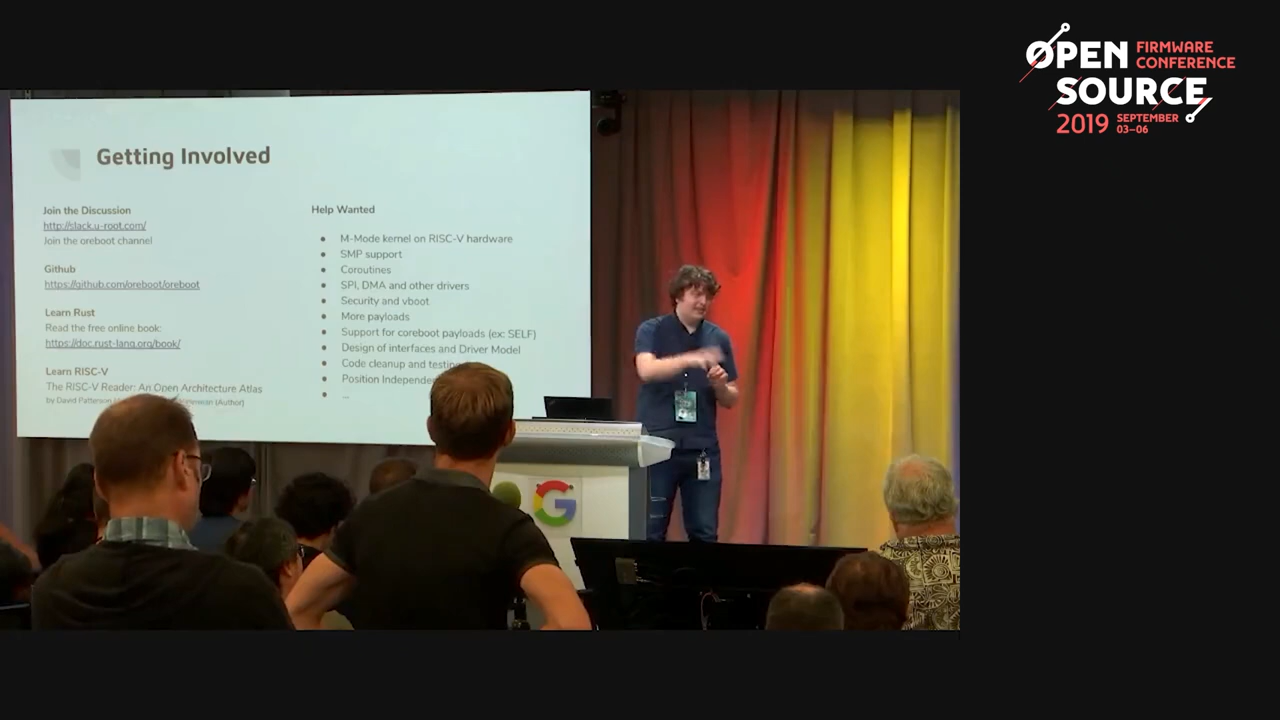 Getting Involved
Join the Discussion
http://slack.u-root.com/
Join the oreboot channel
Github
https://github.com/oreboot/oreboot
Learn Rust
Read the free online book:
https://doc.rust-lang.org/book/
Learn RISC-V
The RISC-V Reader: An Open Architecture Atlas
by David Patterson (Author)
Help Wanted
M-Mode kernel on RISC-V hardware
SMP support
Coroutines
SPI, DMA and other drivers
Security and vboot
More payloads
Support for coreboot payloads (ex: SELF)
Design of interfaces and Driver Model
Code cleanup and testing
Position
...
G
OPEN FIRMWARE
CONFERENCE
SOURCE
2019 SEPTEMBER
03–06